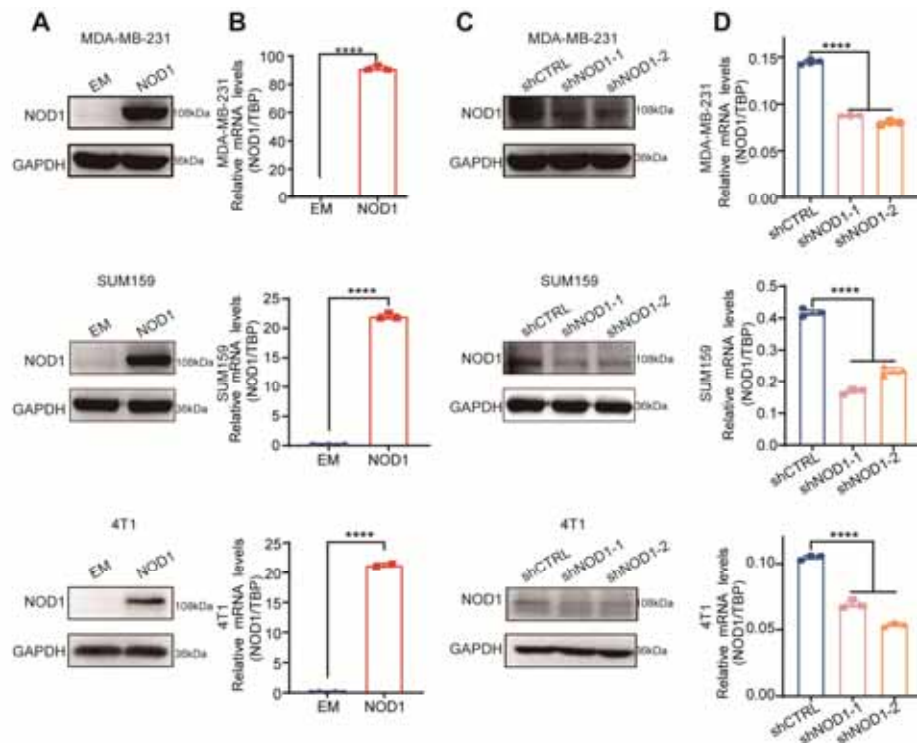 A
MDA-MB-231
EM NOD1
NOD1 108kDa
GAPDH 36kDa
SUM159
EM NOD1
NOD1 108kDa
GAPDH 36kDa
4T1
EM NOD1
NOD1 108kDa
GAPDH 36kDa
B
MDA-MB-231
Relative mRNA levels
(NOD1/TBP)
100
80
60
40
20
0
****
EM NOD1
SUM159
Relative mRNA levels
(NOD1/TBP)
25
20
15
10
5
0
****
EM NOD1
4T1
Relative mRNA levels
(NOD1/TBP)
25
20
15
10
5
0
****
EM NOD1
C
MDA-MB-231
shCTRL shNOD1-1 shNOD1-2
NOD1 108kDa
GAPDH 36kDa
SUM159
shCTRL shNOD1-1 shNOD1-2
NOD1 108kDa
GAPDH 36kDa
4T1
shCTRL shNOD1-1 shNOD1-2
NOD1 108kDa
GAPDH 36kDa
D
MDA-MB-231
Relative mRNA levels
(NOD1/TBP)
0.15
0.10
0.05
0.00
****
shCTRL shNOD1-1 shNOD1-2
SUM159
Relative mRNA levels
(NOD1/TBP)
0.5
0.4
0.3
0.2
0.1
0.0
****
shCTRL shNOD1-1 shNOD1-2
4T1
Relative mRNA levels
(NOD1/TBP)
0.10
0.05
0.00
****
shCTRL shNOD1-1 shNOD1-2